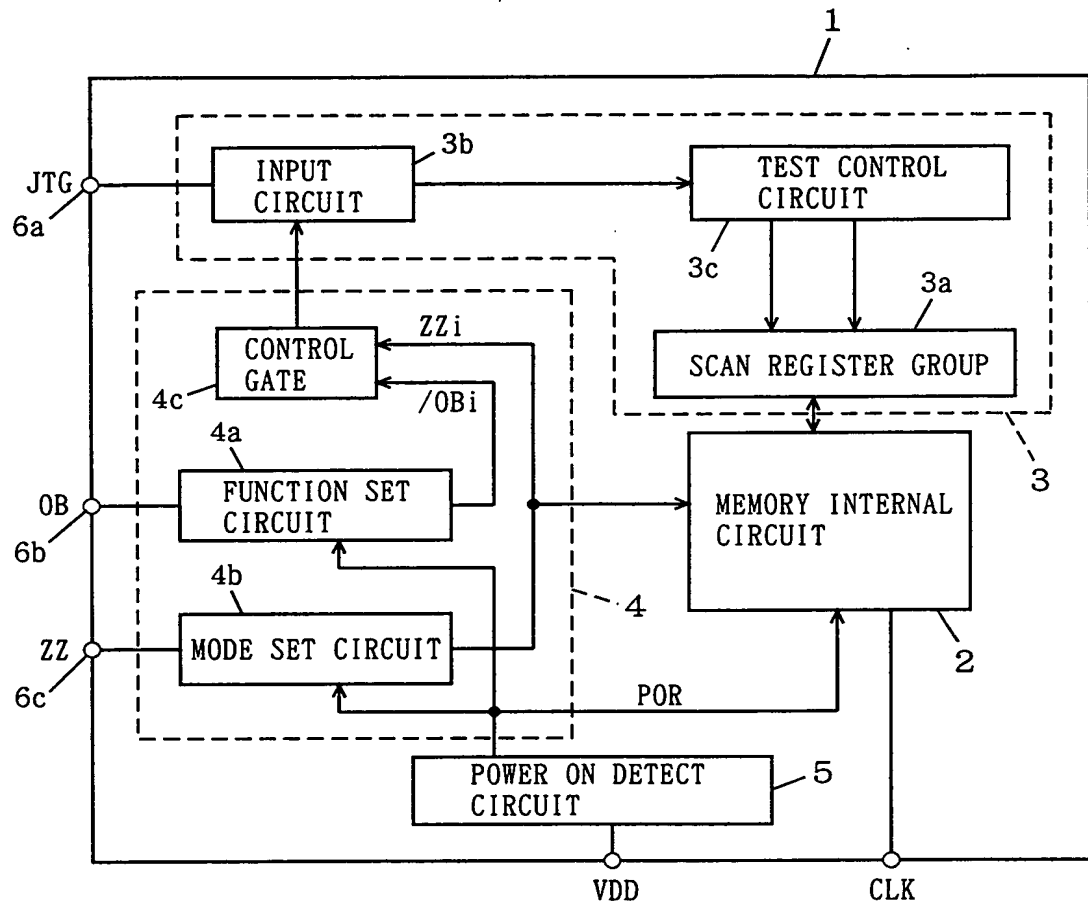 1
3b
INPUT
CIRCUIT
TEST CONTROL
CIRCUIT
JTG
6a
3c
3a
ZZi
CONTROL
GATE
SCAN REGISTER GROUP
4c
/OBi
4a
3
OB
FUNCTION SET
CIRCUIT
MEMORY INTERNAL
CIRCUIT
6b
4b
4
ZZ
MODE SET CIRCUIT
2
6c
POR
POWER ON DETECT
CIRCUIT
5
VDD
CLK